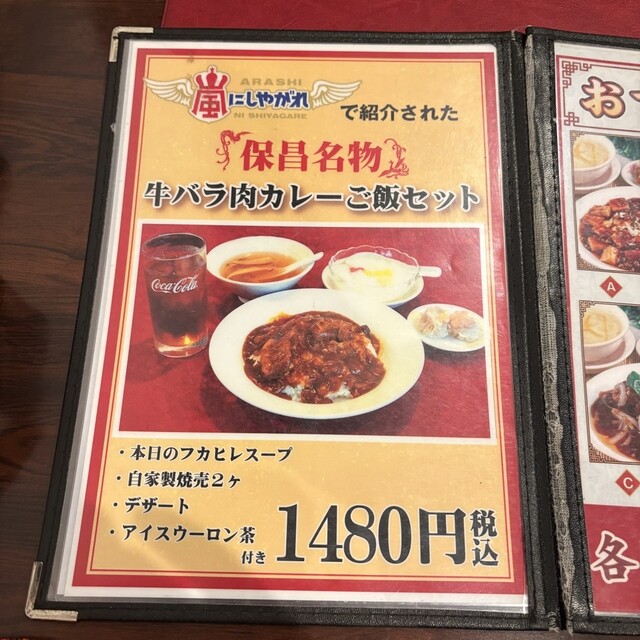 ARASHI
嵐にしやがれ
NI SHIYAGARE
で紹介された
保昌名物
牛バラ肉カレーご飯セット
Coca-Cola
・本日のフカヒレスープ
・自家製焼売2ヶ
・デザート
・アイスウーロン茶
付き
1480円税込
お
A
C
各